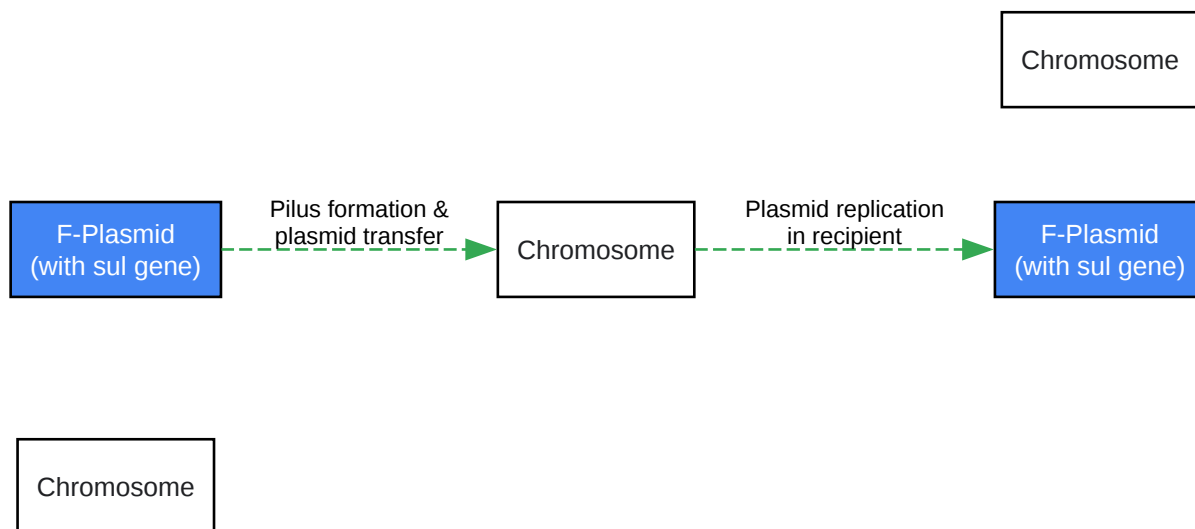 Chromosome
F-Plasmid
(with sul gene)
Pilus formation &
plasmid transfer
Chromosome
Plasmid replication
in recipient
F-Plasmid
(with sul gene)
Chromosome